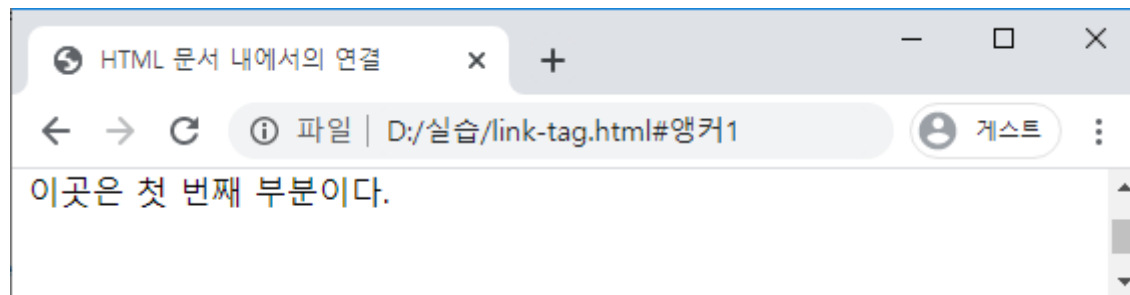 HTML 문서 내에서의 연결
파일 | D:/실습/link-tag.html#앵커1 게스트
이곳은 첫 번째 부분이다.